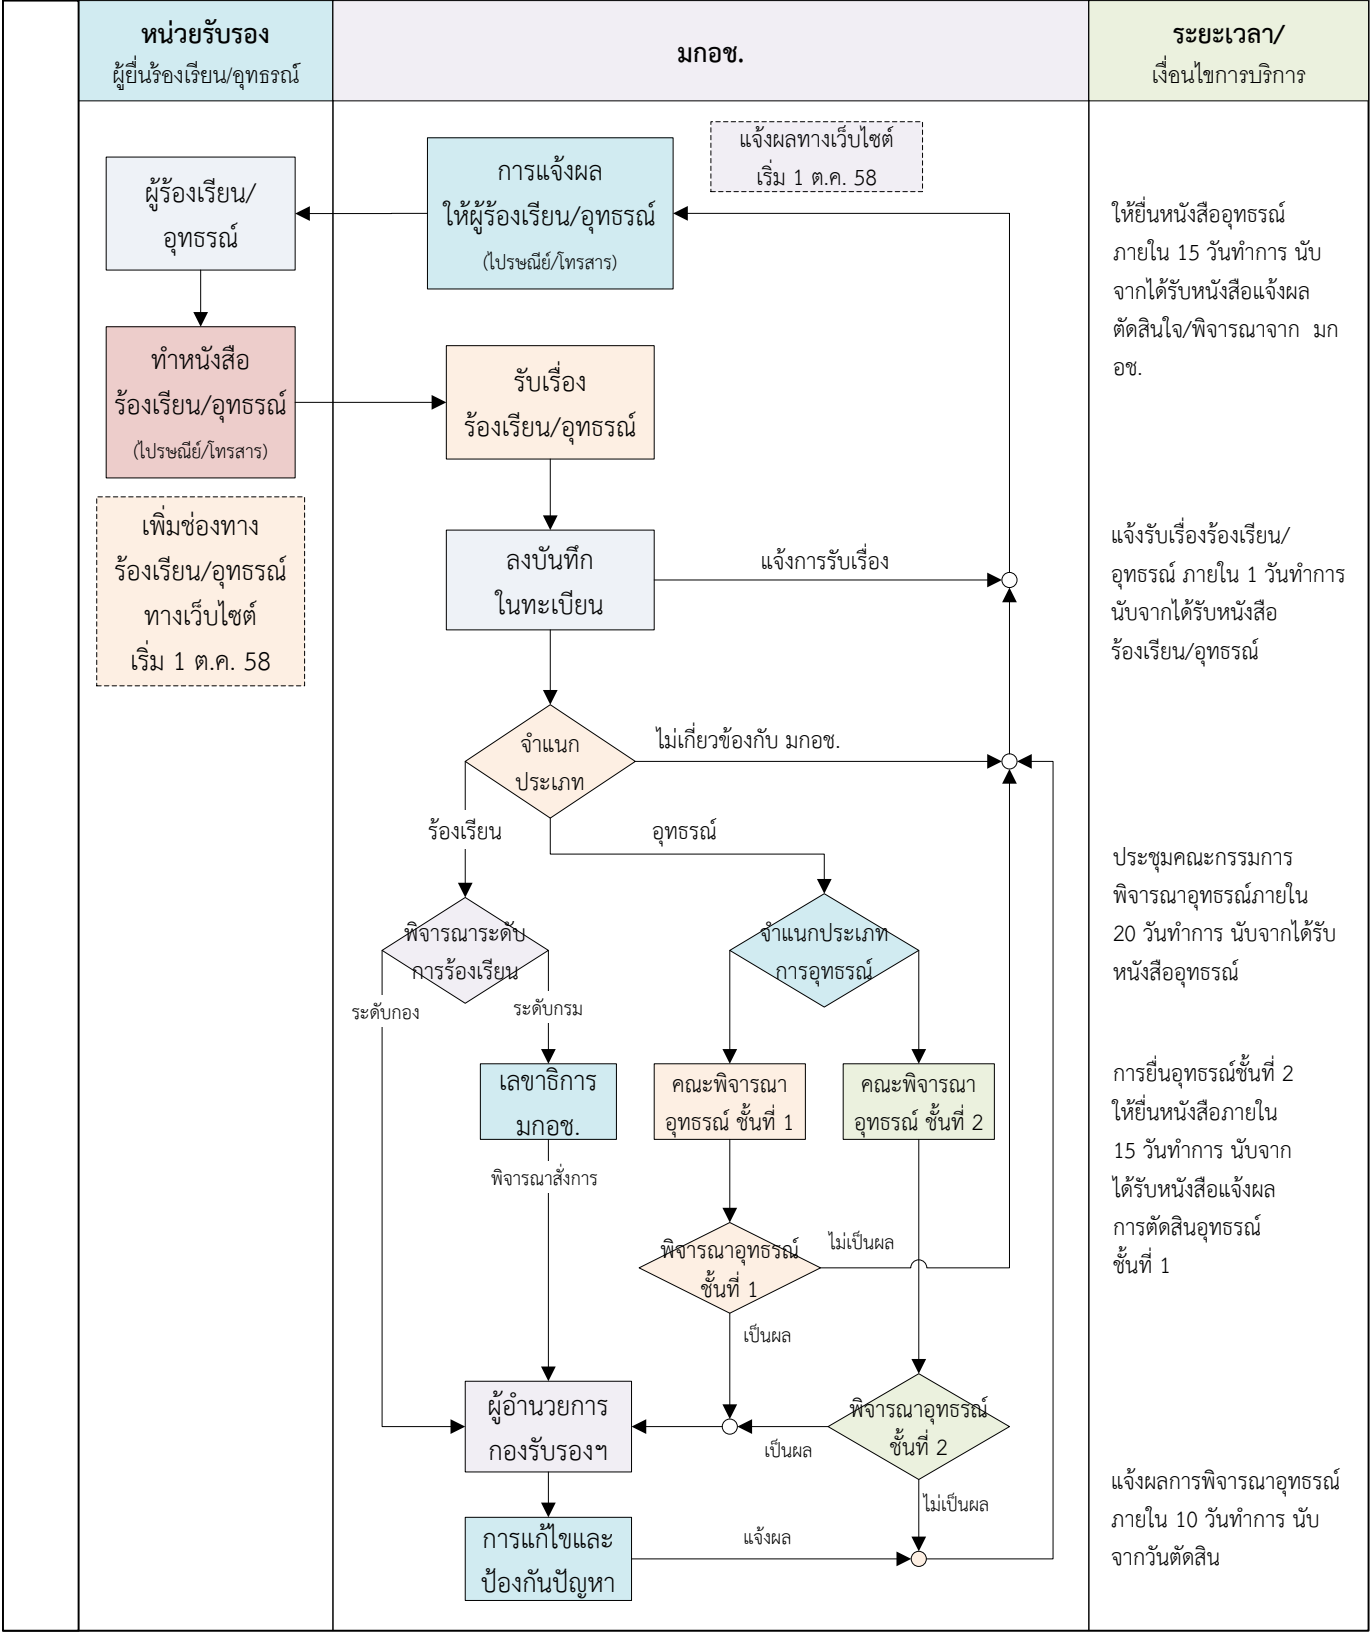 หน่วยรับรอง
ผู้ยื่นร้องเรียน/อุทธรณ์
มกอช.
ระยะเวลา/
เงื่อนไขการบริการ
แจ้งผลทางเว็บไซต์
เริ่ม 1 ต.ค. 58
การแจ้งผล
ให้ผู้ร้องเรียน/อุทธรณ์
(ไปรษณีย์/โทรสาร)
ผู้ร้องเรียน/
อุทธรณ์
ให้ยื่นหนังสืออุทธรณ์
ภายใน 15 วันทำการ นับ
จากได้รับหนังสือแจ้งผล
ตัดสินใจ/พิจารณาจาก มก
อช.
ทำหนังสือ
ร้องเรียน/อุทธรณ์
(ไปรษณีย์/โทรสาร)
รับเรื่อง
ร้องเรียน/อุทธรณ์
เพิ่มช่องทาง
ร้องเรียน/อุทธรณ์
ทางเว็บไซต์
เริ่ม 1 ต.ค. 58
ลงบันทึก
ในทะเบียน
แจ้งการรับเรื่อง
แจ้งรับเรื่องร้องเรียน/
อุทธรณ์ ภายใน 1 วันทำการ
นับจากได้รับหนังสือ
ร้องเรียน/อุทธรณ์
จำแนก
ประเภท
ไม่เกี่ยวข้องกับ มกอช.
ร้องเรียน
อุทธรณ์
ประชุมคณะกรรมการ
พิจารณาอุทธรณ์ภายใน
20 วันทำการ นับจากได้รับ
หนังสืออุทธรณ์
พิจารณาระดับ
การร้องเรียน
จำแนกประเภท
การอุทธรณ์
ระดับกอง
ระดับกรม
เลขาธิการ
มกอช.
คณะพิจารณา
อุทธรณ์ ชั้นที่ 1
คณะพิจารณา
อุทธรณ์ ชั้นที่ 2
การยื่นอุทธรณ์ชั้นที่ 2
ให้ยื่นหนังสือภายใน
15 วันทำการ นับจาก
ได้รับหนังสือแจ้งผล
การตัดสินอุทธรณ์
ชั้นที่ 1
พิจารณาสั่งการ
พิจารณาอุทธรณ์
ชั้นที่ 1
ไม่เป็นผล
เป็นผล
ผู้อำนวยการ
กองรับรองฯ
พิจารณาอุทธรณ์
ชั้นที่ 2
เป็นผล
ไม่เป็นผล
การแก้ไขและ
ป้องกันปัญหา
แจ้งผล
แจ้งผลการพิจารณาอุทธรณ์
ภายใน 10 วันทำการ นับ
จากวันตัดสิน